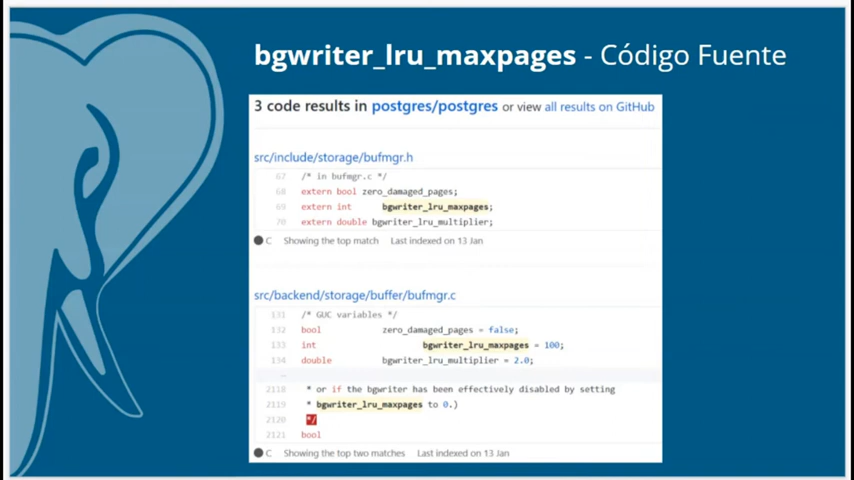 bgwriter_lru_maxpages - Código Fuente
3 code results in postgres/postgres or view all results on GitHub
src/include/storage/bufmgr.h
67 /* in bufmgr.c */
68 extern bool zero_damaged_pages;
69 extern int bgwriter_lru_maxpages;
70 extern double bgwriter_lru_multiplier;
C Showing the top match Last indexed on 13 Jan
src/backend/storage/buffer/bufmgr.c
131 /* GUC variables */
132 bool zero_damaged_pages = false;
133 int bgwriter_lru_maxpages = 100;
134 double bgwriter_lru_multiplier = 2.0;
…
2118 * or if the bgwriter has been effectively disabled by setting
2119 * bgwriter_lru_maxpages to 0.)
2120 */
2121 bool
C Showing the top two matches Last indexed on 13 Jan